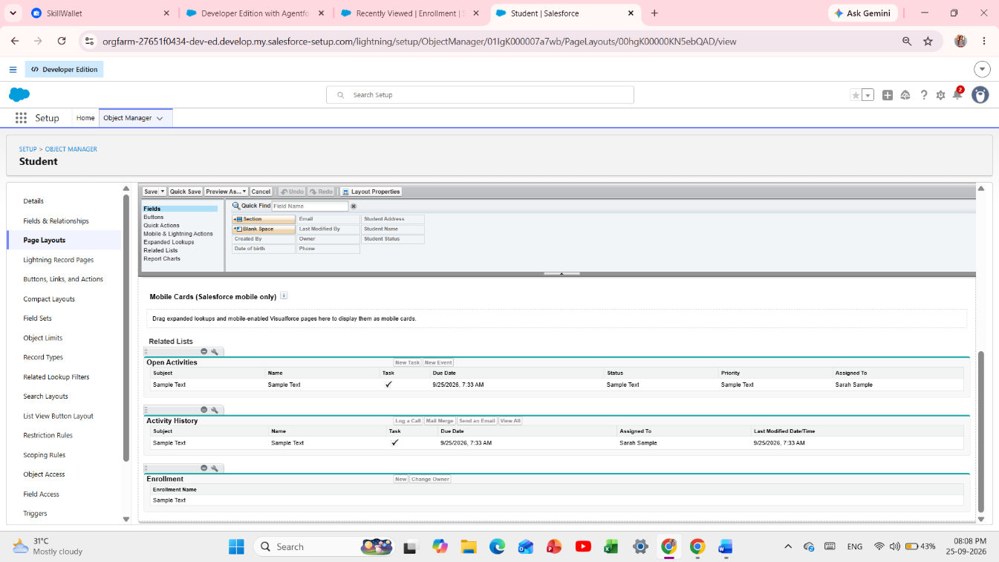 SkillWallet
Developer Edition with Agentfo
Recently Viewed | Enrollment | S
Student | Salesforce
Ask Gemini
orgfarm-27651f0434-dev-ed.develop.my.salesforce-setup.com/lightning/setup/ObjectManager/01IgK000007a7wb/PageLayouts/00hgK00000KN5ebQAD/view
Developer Edition
Search Setup
2
Setup
Home
Object Manager
SETUP > OBJECT MANAGER
Student
Details
Fields & Relationships
Page Layouts
Lightning Record Pages
Buttons, Links, and Actions
Compact Layouts
Field Sets
Object Limits
Record Types
Related Lookup Filters
Search Layouts
List View Button Layout
Restriction Rules
Scoping Rules
Object Access
Field Access
Triggers
Save Quick Save Preview As... Cancel Undo Redo Layout Properties
Fields
Buttons
Quick Actions
Mobile & Lightning Actions
Expanded Lookups
Related Lists
Report Charts
Quick Find Field Name
Section Email Student Address
Blank Space Last Modified By Student Name
Created By Owner Student Status
Date of birth Phone
Mobile Cards (Salesforce mobile only) i
Drag expanded lookups and mobile-enabled Visualforce pages here to display them as mobile cards.
Related Lists
Open Activities New Task New Event
Subject Name Task Due Date Status Priority Assigned To
Sample Text Sample Text ✓ 9/25/2026, 7:33 AM Sample Text Sample Text Sarah Sample
Activity History Log a Call Mail Merge Send an Email View All
Subject Name Task Due Date Assigned To Last Modified Date/Time
Sample Text Sample Text ✓ 9/25/2026, 7:33 AM Sarah Sample 9/25/2026, 7:33 AM
Enrollment New Change Owner
Enrollment Name
Sample Text
31°C
Mostly cloudy
Search
ENG
43%
08:08 PM
25-09-2026